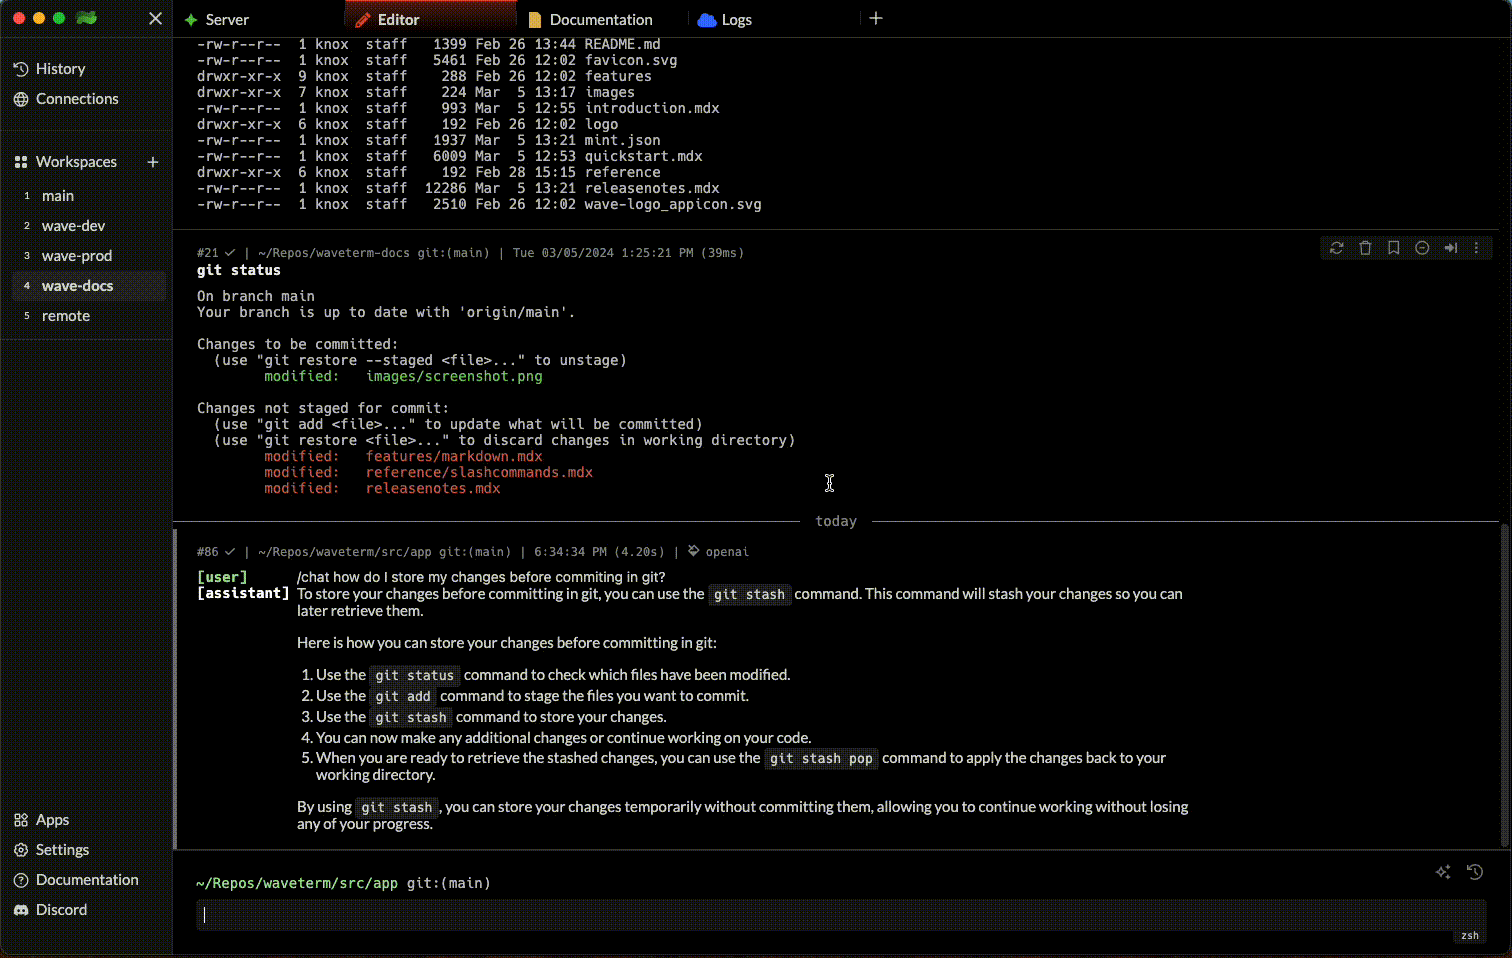 Server
Editor
Documentation
Logs
History
Connections
Workspaces
1 main
2 wave-dev
3 wave-prod
4 wave-docs
5 remote
Apps
Settings
Documentation
Discord
-rw-r--r--  1 knox  staff   1399 Feb 26 13:44 README.md
-rw-r--r--  1 knox  staff   5461 Feb 26 12:02 favicon.svg
drwxr-xr-x  9 knox  staff    288 Feb 26 12:02 features
drwxr-xr-x  7 knox  staff    224 Mar  5 13:17 images
-rw-r--r--  1 knox  staff    993 Mar  5 12:55 introduction.mdx
drwxr-xr-x  6 knox  staff    192 Feb 26 12:02 logo
-rw-r--r--  1 knox  staff   1937 Mar  5 13:21 mint.json
-rw-r--r--  1 knox  staff   6009 Mar  5 12:53 quickstart.mdx
drwxr-xr-x  6 knox  staff    192 Feb 28 15:15 reference
-rw-r--r--  1 knox  staff  12286 Mar  5 13:21 releasenotes.mdx
-rw-r--r--  1 knox  staff   2510 Feb 26 12:02 wave-logo_appicon.svg
#21 ✓ | ~/Repos/waveterm-docs git:(main) | Tue 03/05/2024 1:25:21 PM (39ms)
git status
On branch main
Your branch is up to date with 'origin/main'.
Changes to be committed:
(use "git restore --staged <file>..." to unstage)
modified:   images/screenshot.png
Changes not staged for commit:
(use "git add <file>..." to update what will be committed)
(use "git restore <file>..." to discard changes in working directory)
modified:   features/markdown.mdx
modified:   reference/slashcommands.mdx
modified:   releasenotes.mdx
today
#86 ✓ | ~/Repos/waveterm/src/app git:(main) | 6:34:34 PM (4.20s) | openai
[user] /chat how do I store my changes before commiting in git?
[assistant] To store your changes before committing in git, you can use the git stash command. This command will stash your changes so you can
later retrieve them.
Here is how you can store your changes before committing in git:
1. Use the git status command to check which files have been modified.
2. Use the git add command to stage the files you want to commit.
3. Use the git stash command to store your changes.
4. You can now make any additional changes or continue working on your code.
5. When you are ready to retrieve the stashed changes, you can use the git stash pop command to apply the changes back to your
working directory.
By using git stash, you can store your changes temporarily without committing them, allowing you to continue working without losing
any of your progress.
~/Repos/waveterm/src/app git:(main)
zsh